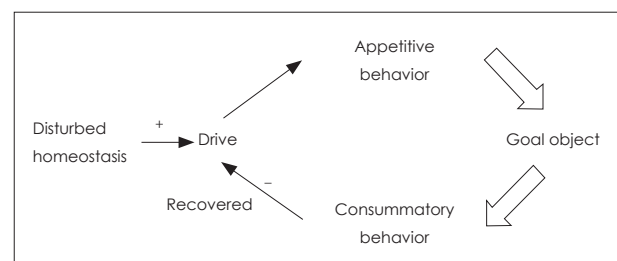 Appetitive
behavior
+
Disturbed
homeostasis
Drive
Goal object
–
Recovered
Consummatory
behavior